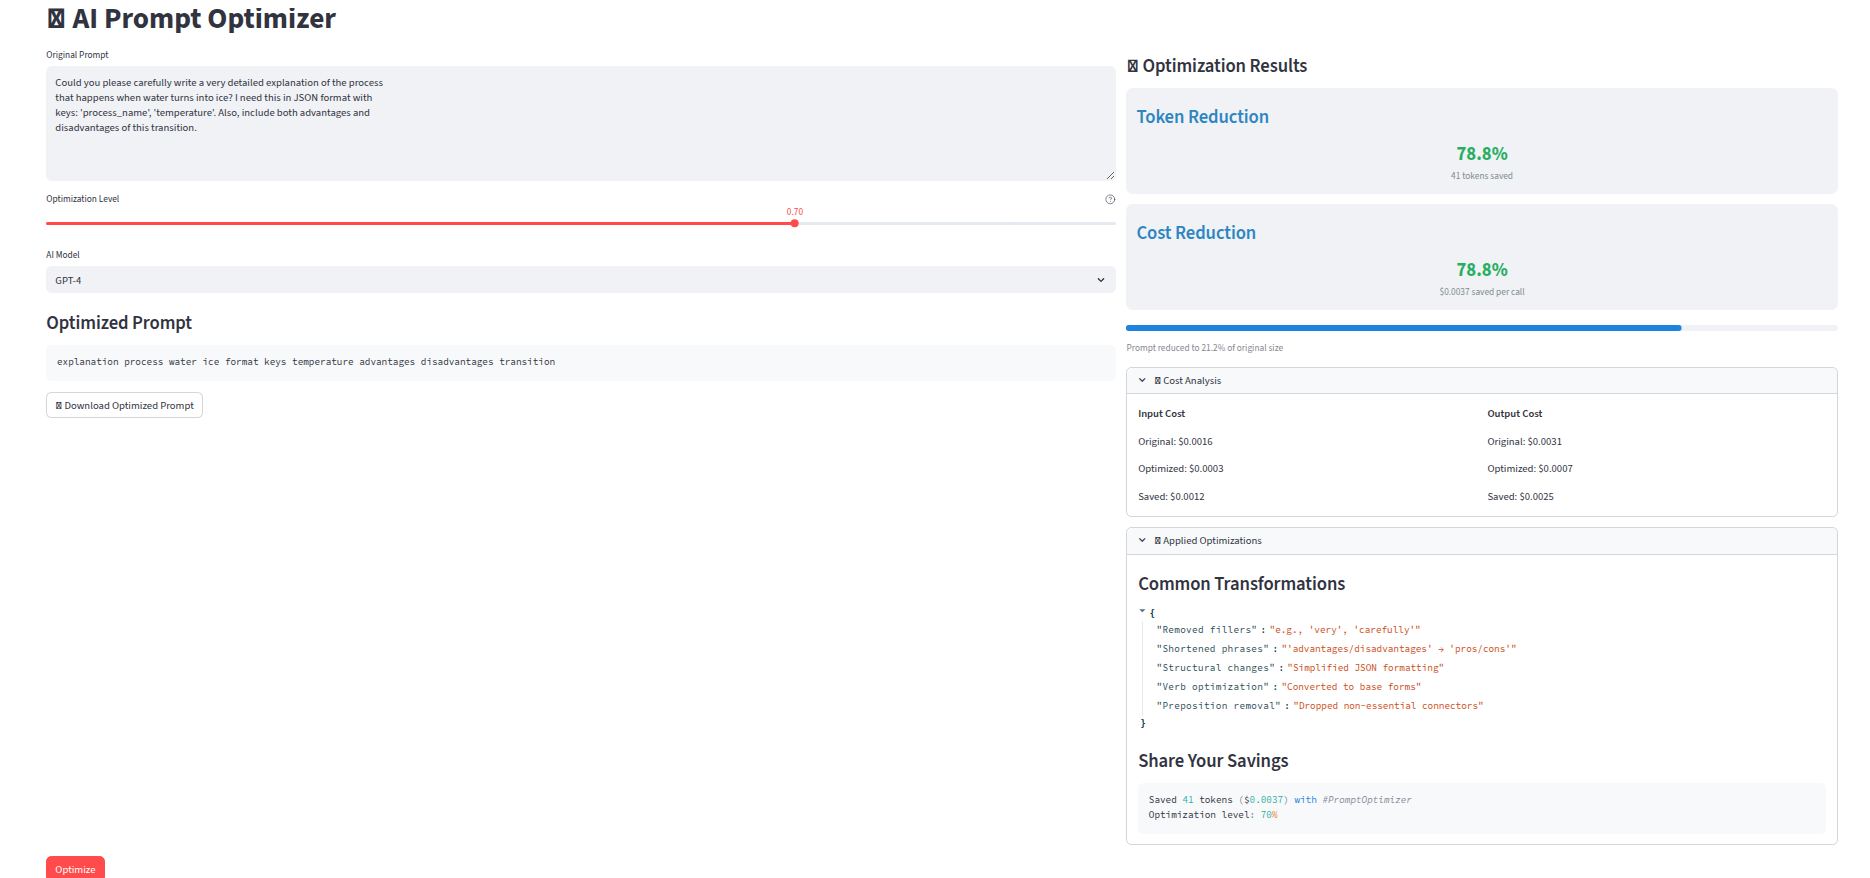 AI Prompt Optimizer
Original Prompt
Could you please carefully write a very detailed explanation of the process
that happens when water turns into ice? I need this in JSON format with
keys: 'process_name', 'temperature'. Also, include both advantages and
disadvantages of this transition.
Optimization Level
0.70
AI Model
GPT-4
Optimized Prompt
explanation process water ice format keys temperature advantages disadvantages transition
Download Optimized Prompt
Optimize
Optimization Results
Token Reduction
78.8%
41 tokens saved
Cost Reduction
78.8%
$0.0037 saved per call
Prompt reduced to 21.2% of original size
Cost Analysis
Input Cost
Original: $0.0016
Optimized: $0.0003
Saved: $0.0012
Output Cost
Original: $0.0031
Optimized: $0.0007
Saved: $0.0025
Applied Optimizations
Common Transformations
{
"Removed fillers" : "e.g., 'very', 'carefully'"
"Shortened phrases" : "'advantages/disadvantages' → 'pros/cons'"
"Structural changes" : "Simplified JSON formatting"
"Verb optimization" : "Converted to base forms"
"Preposition removal" : "Dropped non-essential connectors"
}
Share Your Savings
Saved 41 tokens ($0.0037) with #PromptOptimizer
Optimization level: 70%